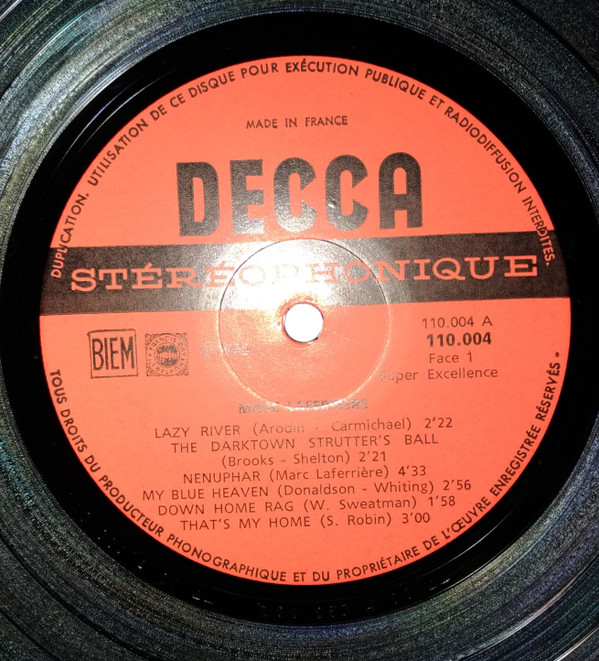 DUPLICATION, UTILISATION DE CE DISQUE POUR EXÉCUTION PUBLIQUE ET RADIODIFFUSION INTERDITES.
MADE IN FRANCE
DECCA
STÉRÉOPHONIQUE
110.004 A
BIEM
110.004
Face 1
Super Excellence
MARC LAFERRIERE
LAZY RIVER (Arodin - Carmichael) 2'22
THE DARKTOWN STRUTTER'S BALL
(Brooks - Shelton) 2'21
NENUPHAR (Marc Laferrière) 4'33
MY BLUE HEAVEN (Donaldson - Whiting) 2'56
DOWN HOME RAG (W. Sweatman) 1'58
THAT'S MY HOME (S. Robin) 3'00
TOUS DROITS DU PRODUCTEUR PHONOGRAPHIQUE ET DU PROPRIÉTAIRE DE L'ŒUVRE ENREGISTRÉE RÉSERVÉS